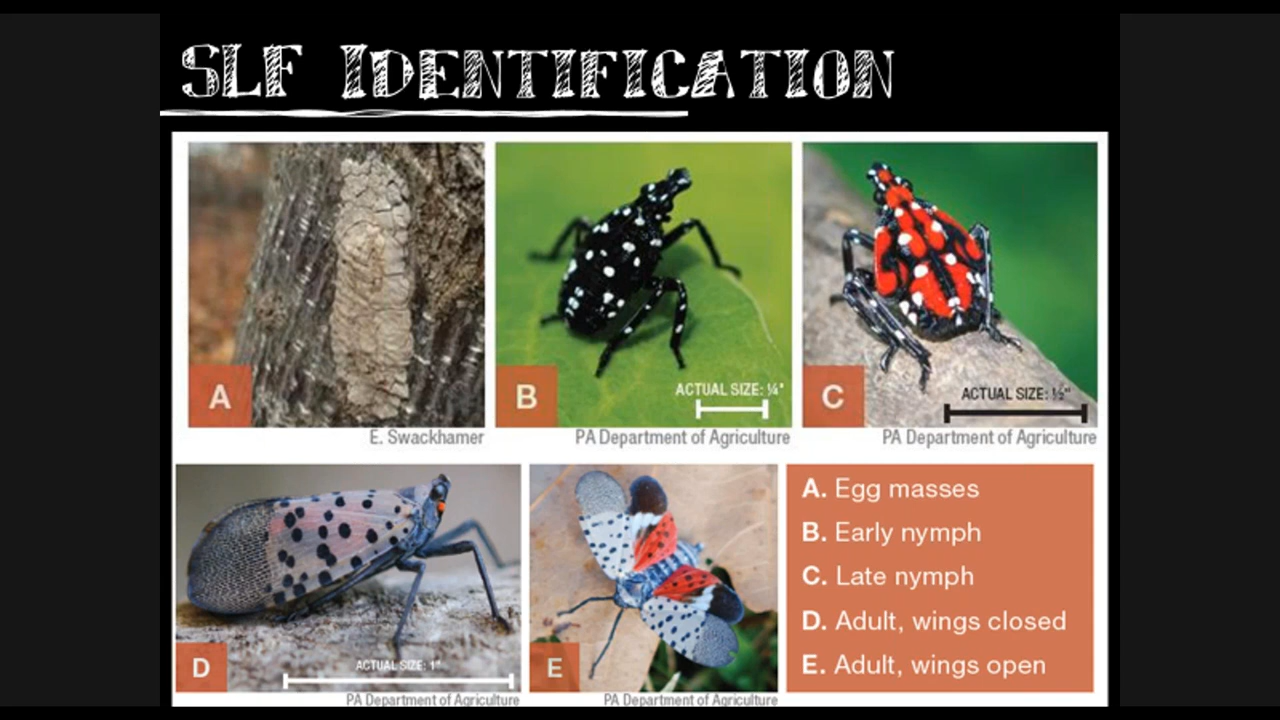 SLF IDENTIFICATION
A
B
ACTUAL SIZE: ¼"
C
ACTUAL SIZE: ½"
E. Swackhamer
PA Department of Agriculture
PA Department of Agriculture
D
ACTUAL SIZE: 1"
E
PA Department of Agriculture
PA Department of Agriculture
A. Egg masses
B. Early nymph
C. Late nymph
D. Adult, wings closed
E. Adult, wings open